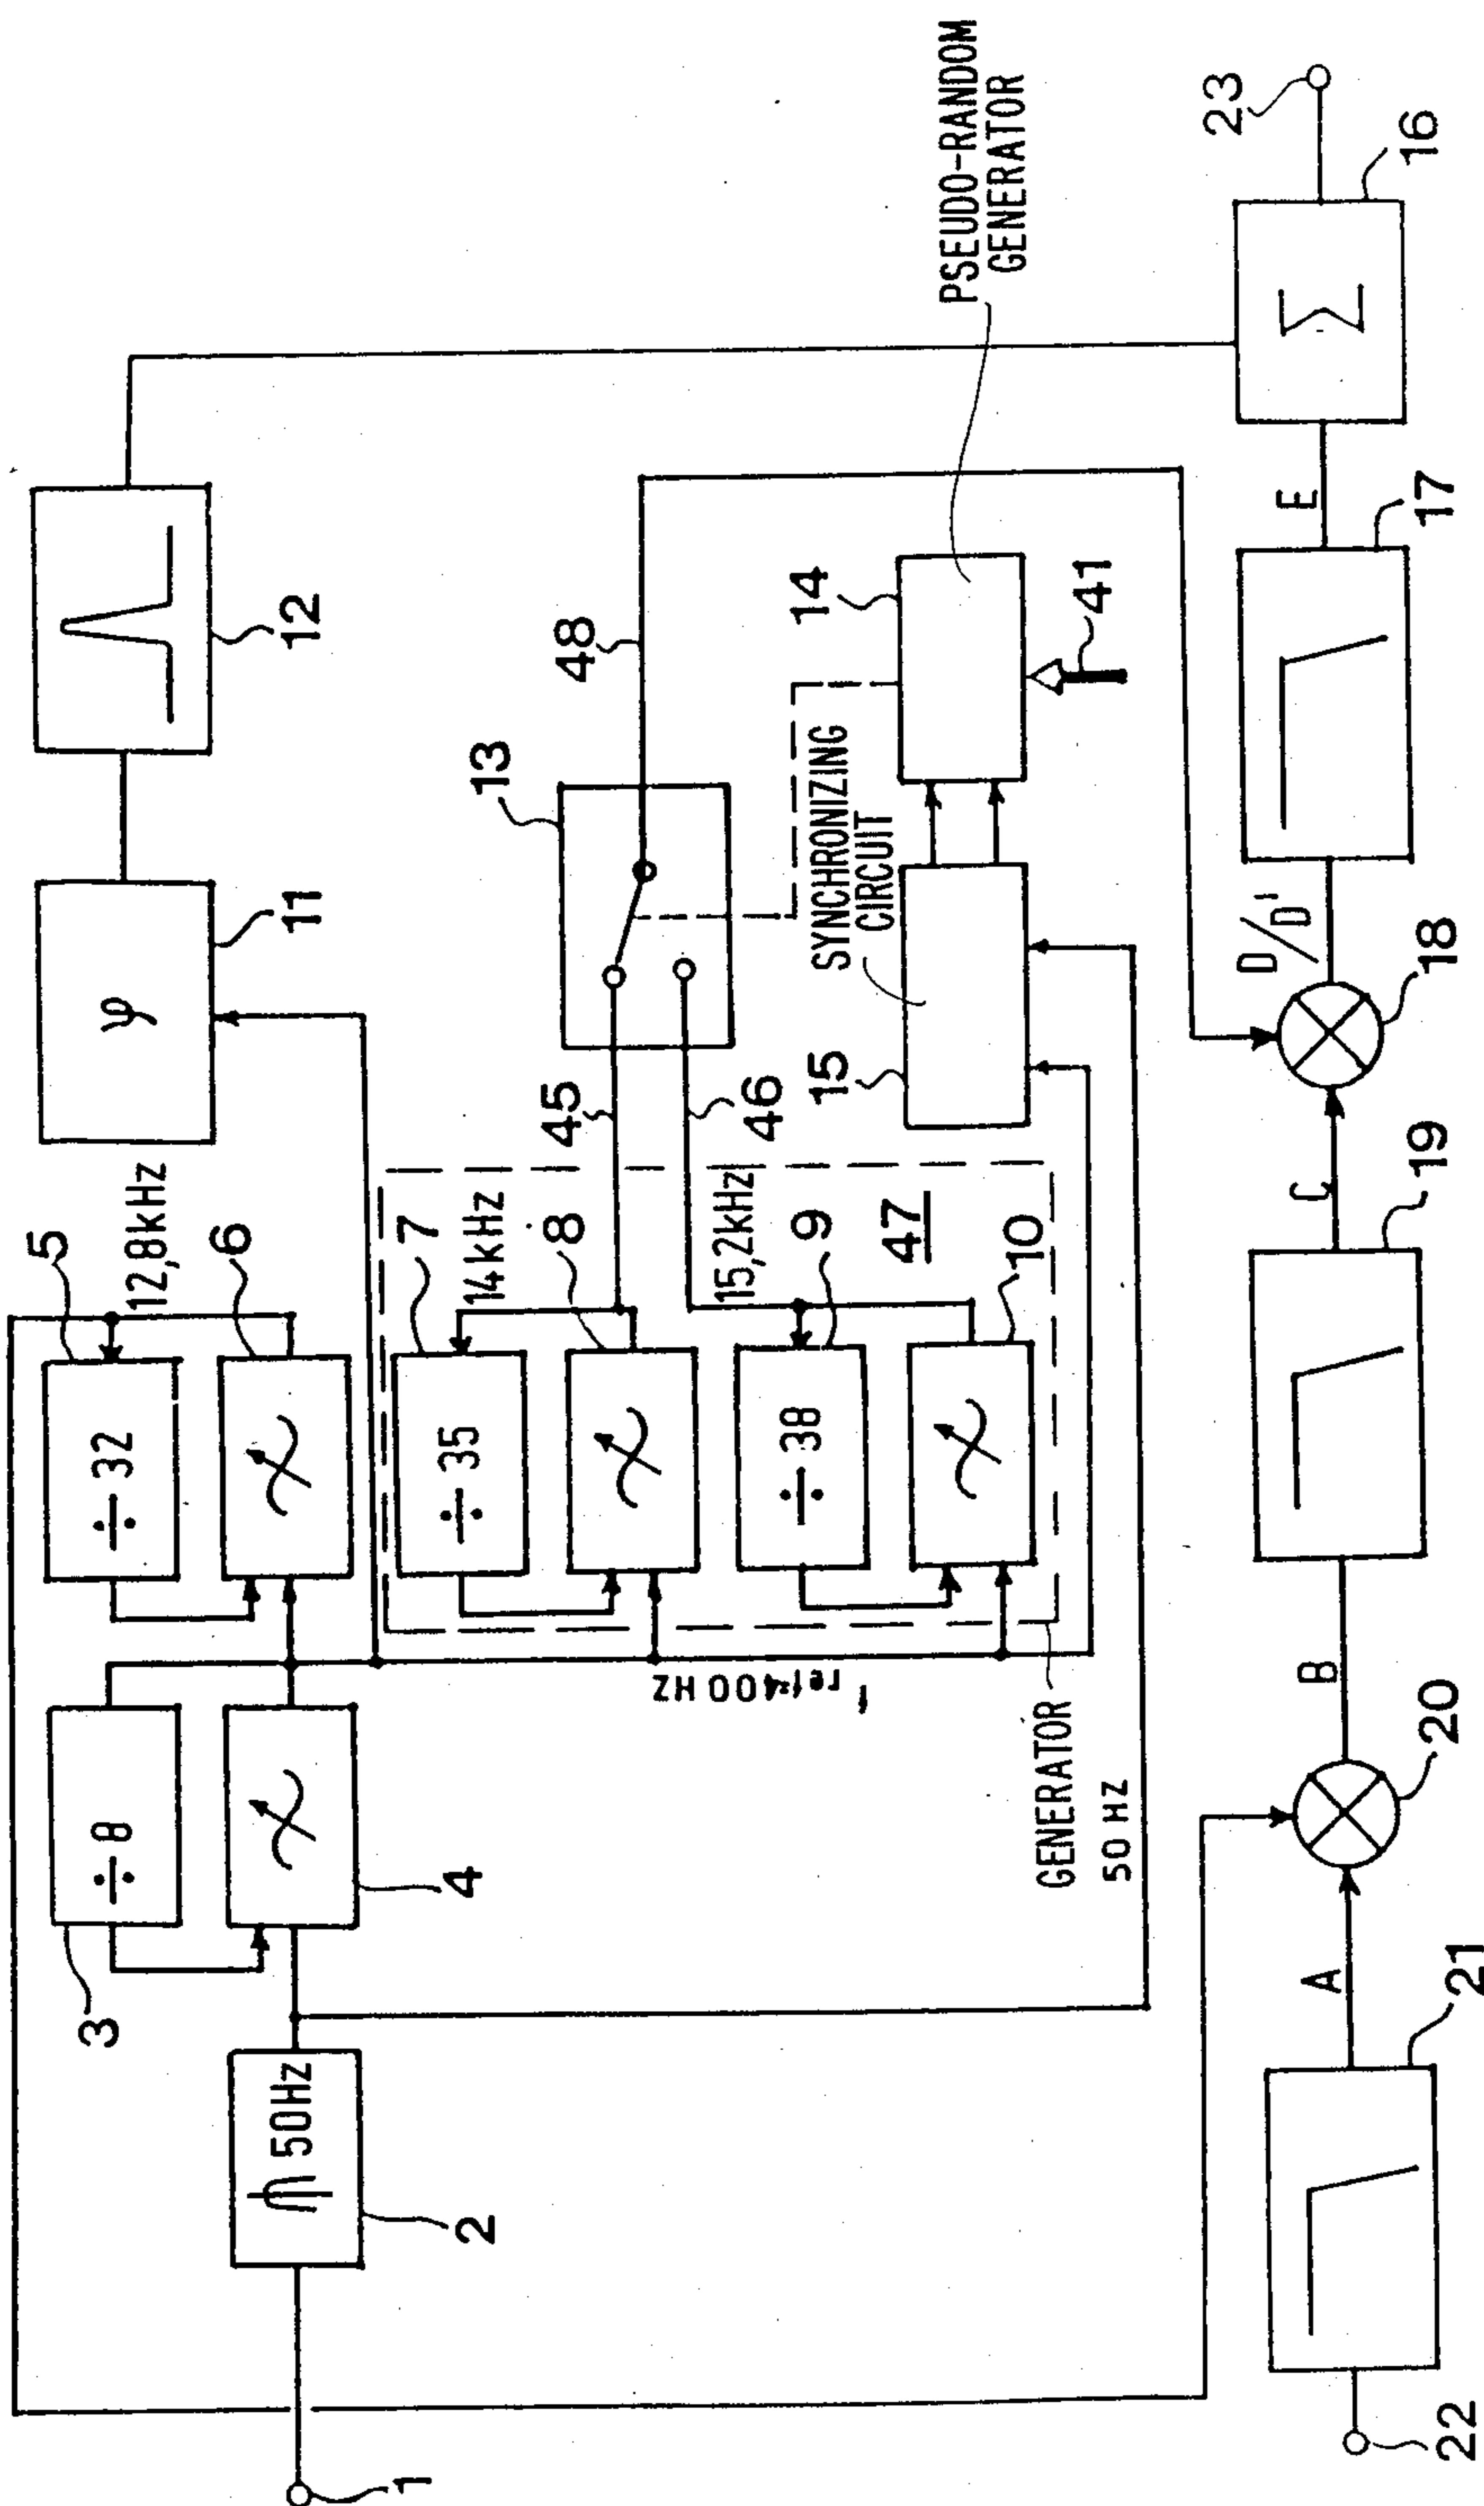 5
12,8kHz
÷ 32
6
÷ 8
3
4
50Hz
2
1
φ
11
12
7
14kHz
÷ 35
8
15,2kHz
9
÷ 38
47
10
f ref=400HZ
GENERATOR
50 HZ
45
46
13
48
SYNCHRONIZING
CIRCUIT
15
14
41
PSEUDO-RANDOM
GENERATOR
22
21
A
20
B
19
C
18
D/D'
17
E
Σ
16
23